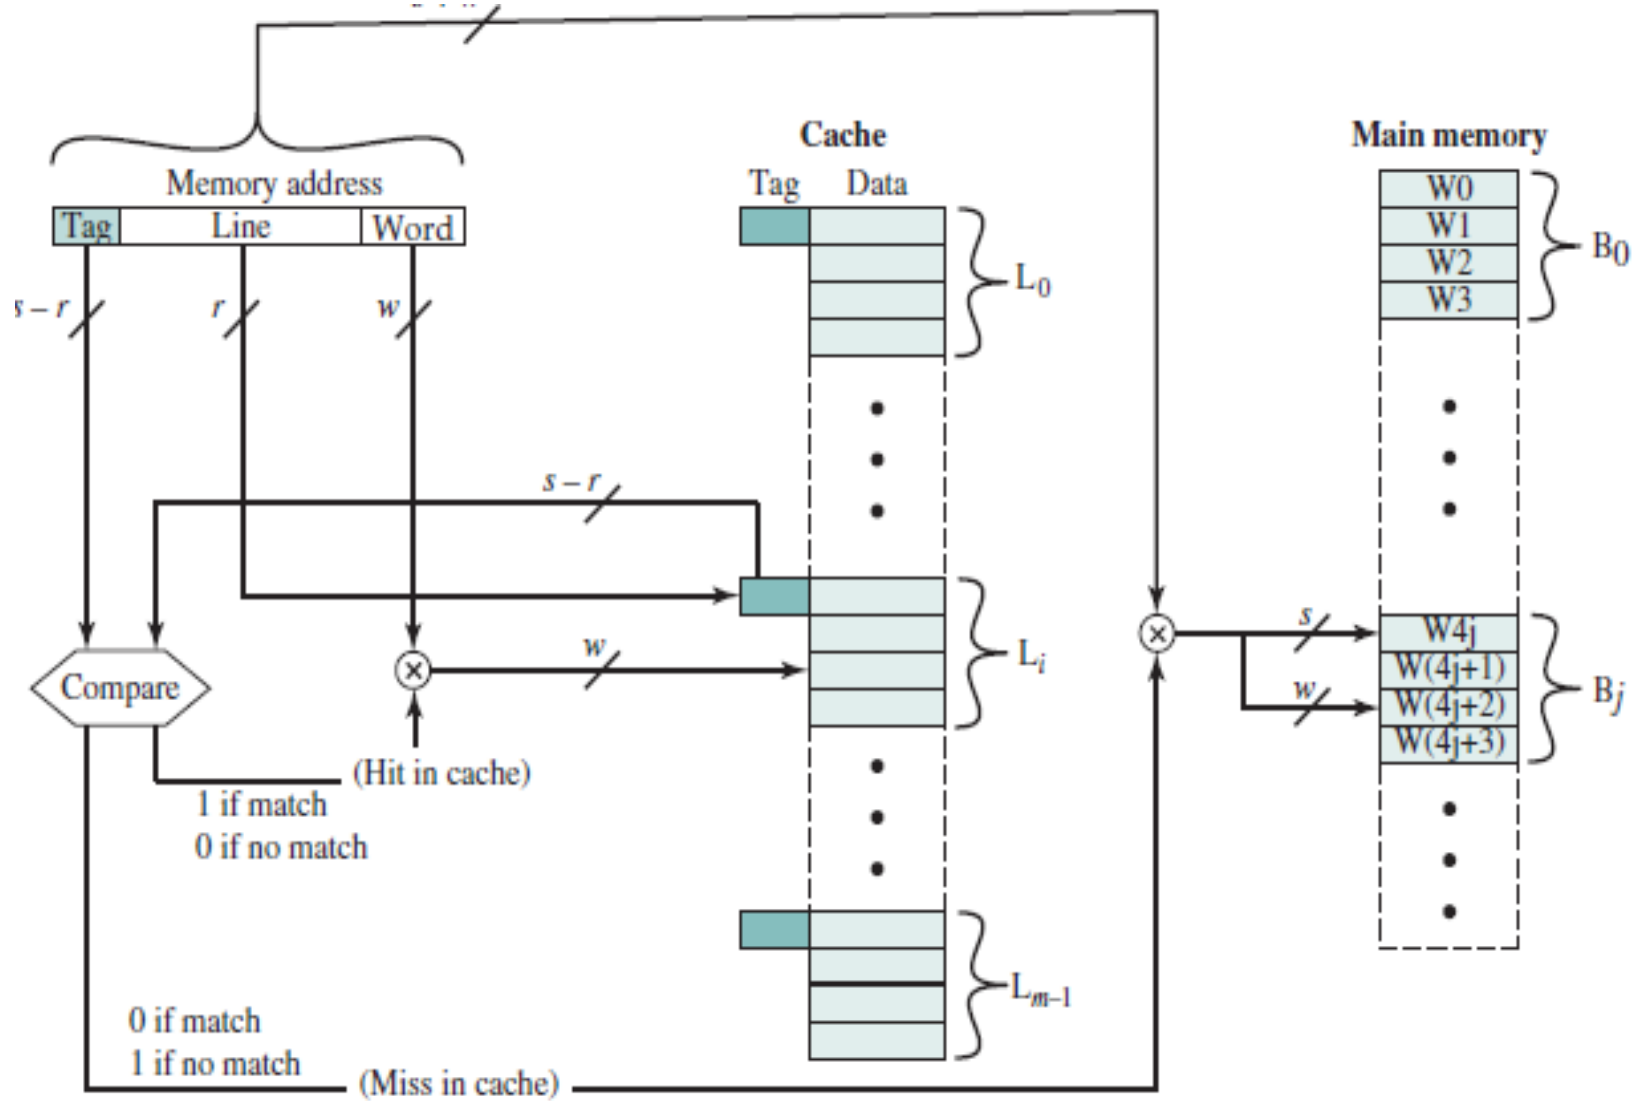 Cache
Main memory
Memory address
Tag Data
Tag Line Word
W0
W1
W2
W3
B0
L0
s – r
r
w
s – r
W4j
W(4j+1)
W(4j+2)
W(4j+3)
Bj
s
w
w
Li
Compare
(Hit in cache)
1 if match
0 if no match
Lm–1
0 if match
1 if no match
(Miss in cache)